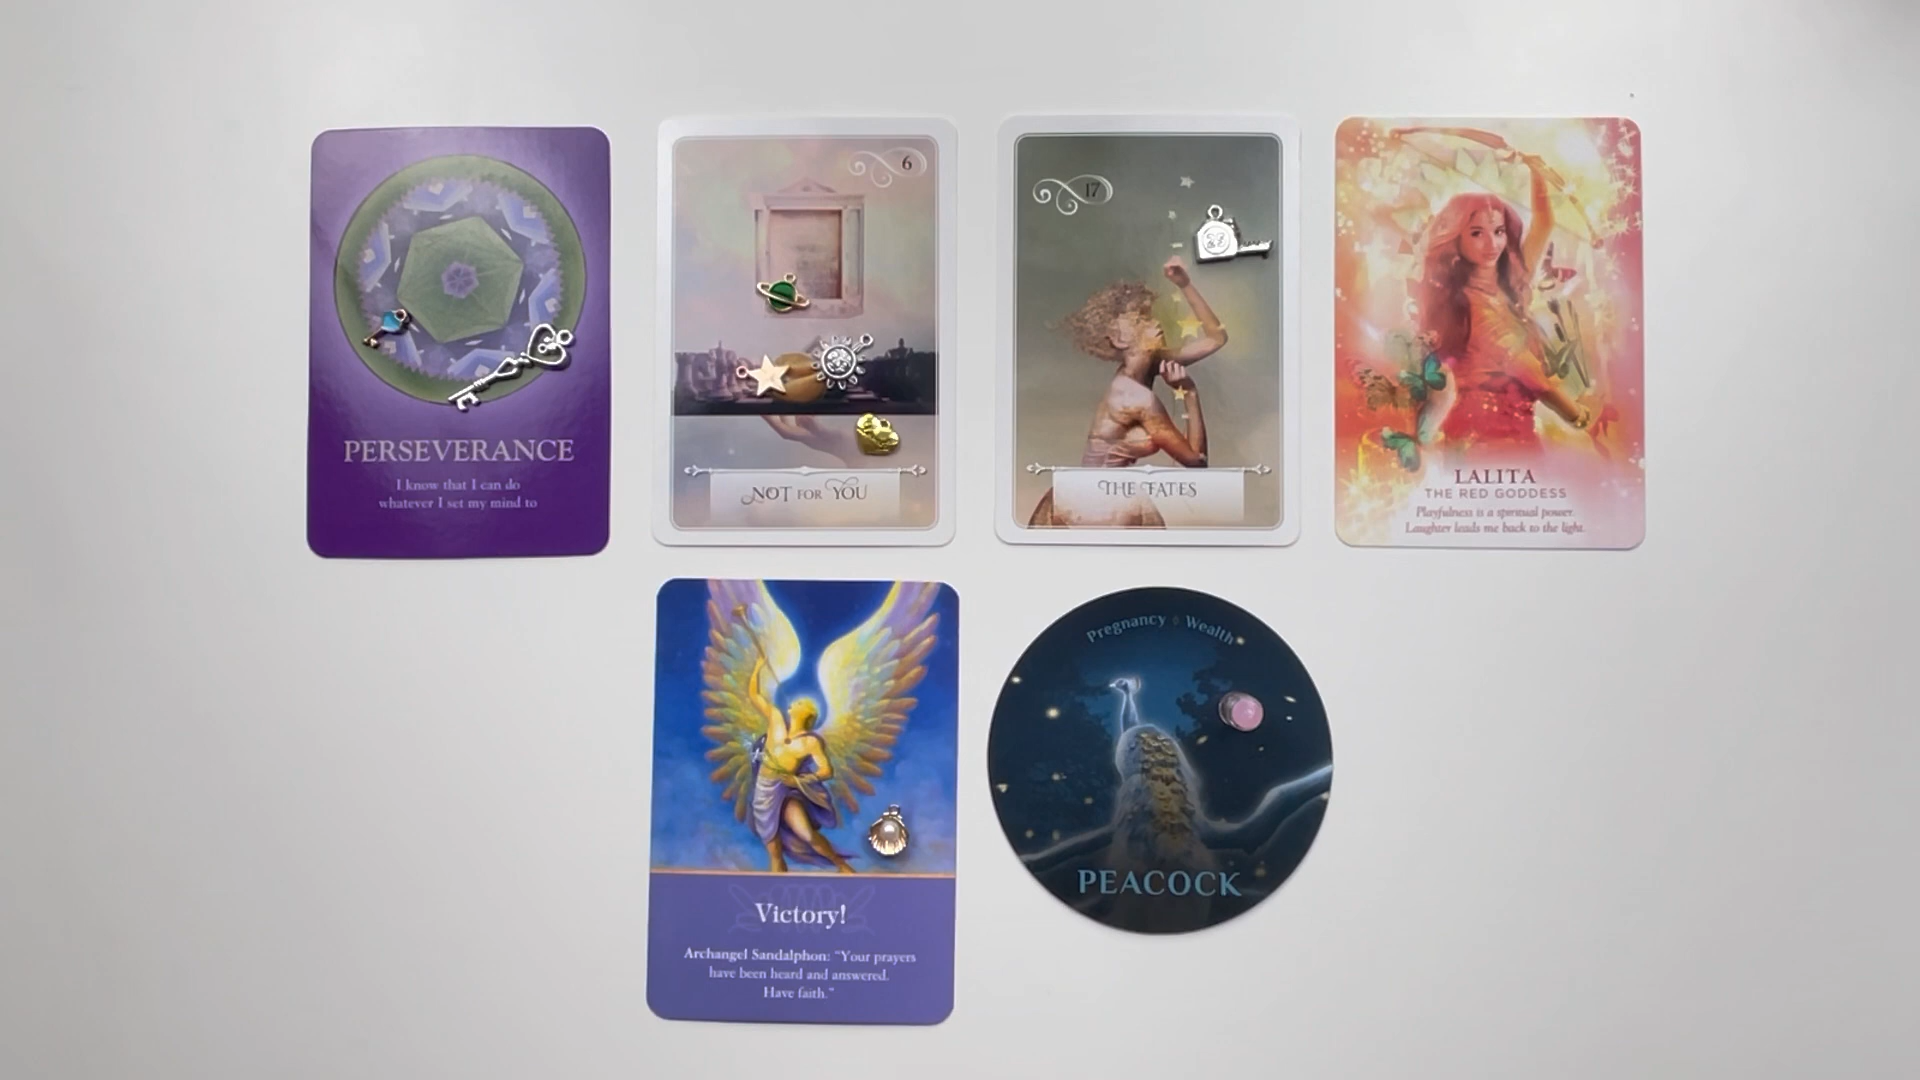 PERSEVERANCE
I know that I can do
whatever I set my mind to
6
NOT FOR YOU
17
THE FATES
LALITA
THE RED GODDESS
Playfulness is a spiritual power.
Laughter leads me back to the light.
Victory!
Archangel Sandalphon: "Your prayers
have been heard and answered.
Have faith."
Pregnancy Wealth
PEACOCK